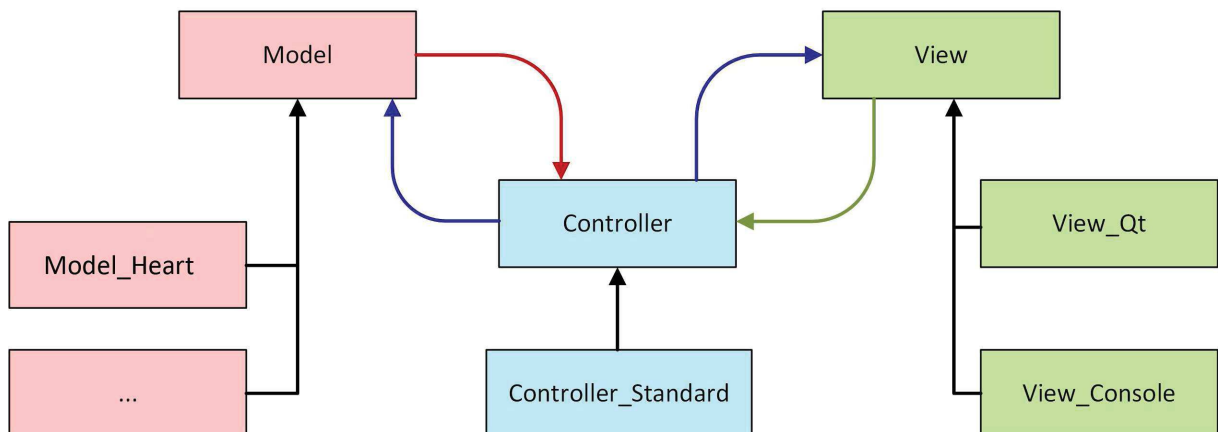 Model
View
Controller
Model_Heart
View_Qt
...
Controller_Standard
View_Console